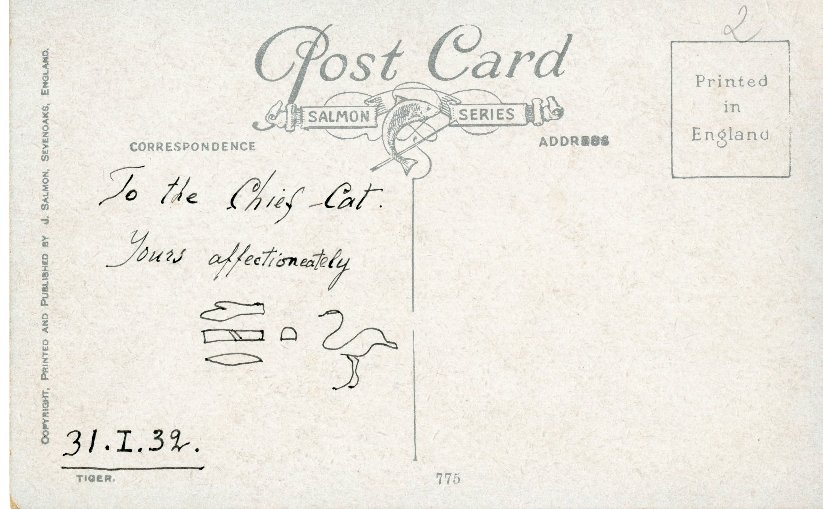 2
Post Card
SALMON SERIES
CORRESPONDENCE
ADDRESS
Printed
in
England
To the Chief Cat.
Yours affectioneately
31.I.32.
TIGER.
775
COPYRIGHT, PRINTED AND PUBLISHED BY J. SALMON, SEVENOAKS, ENGLAND.